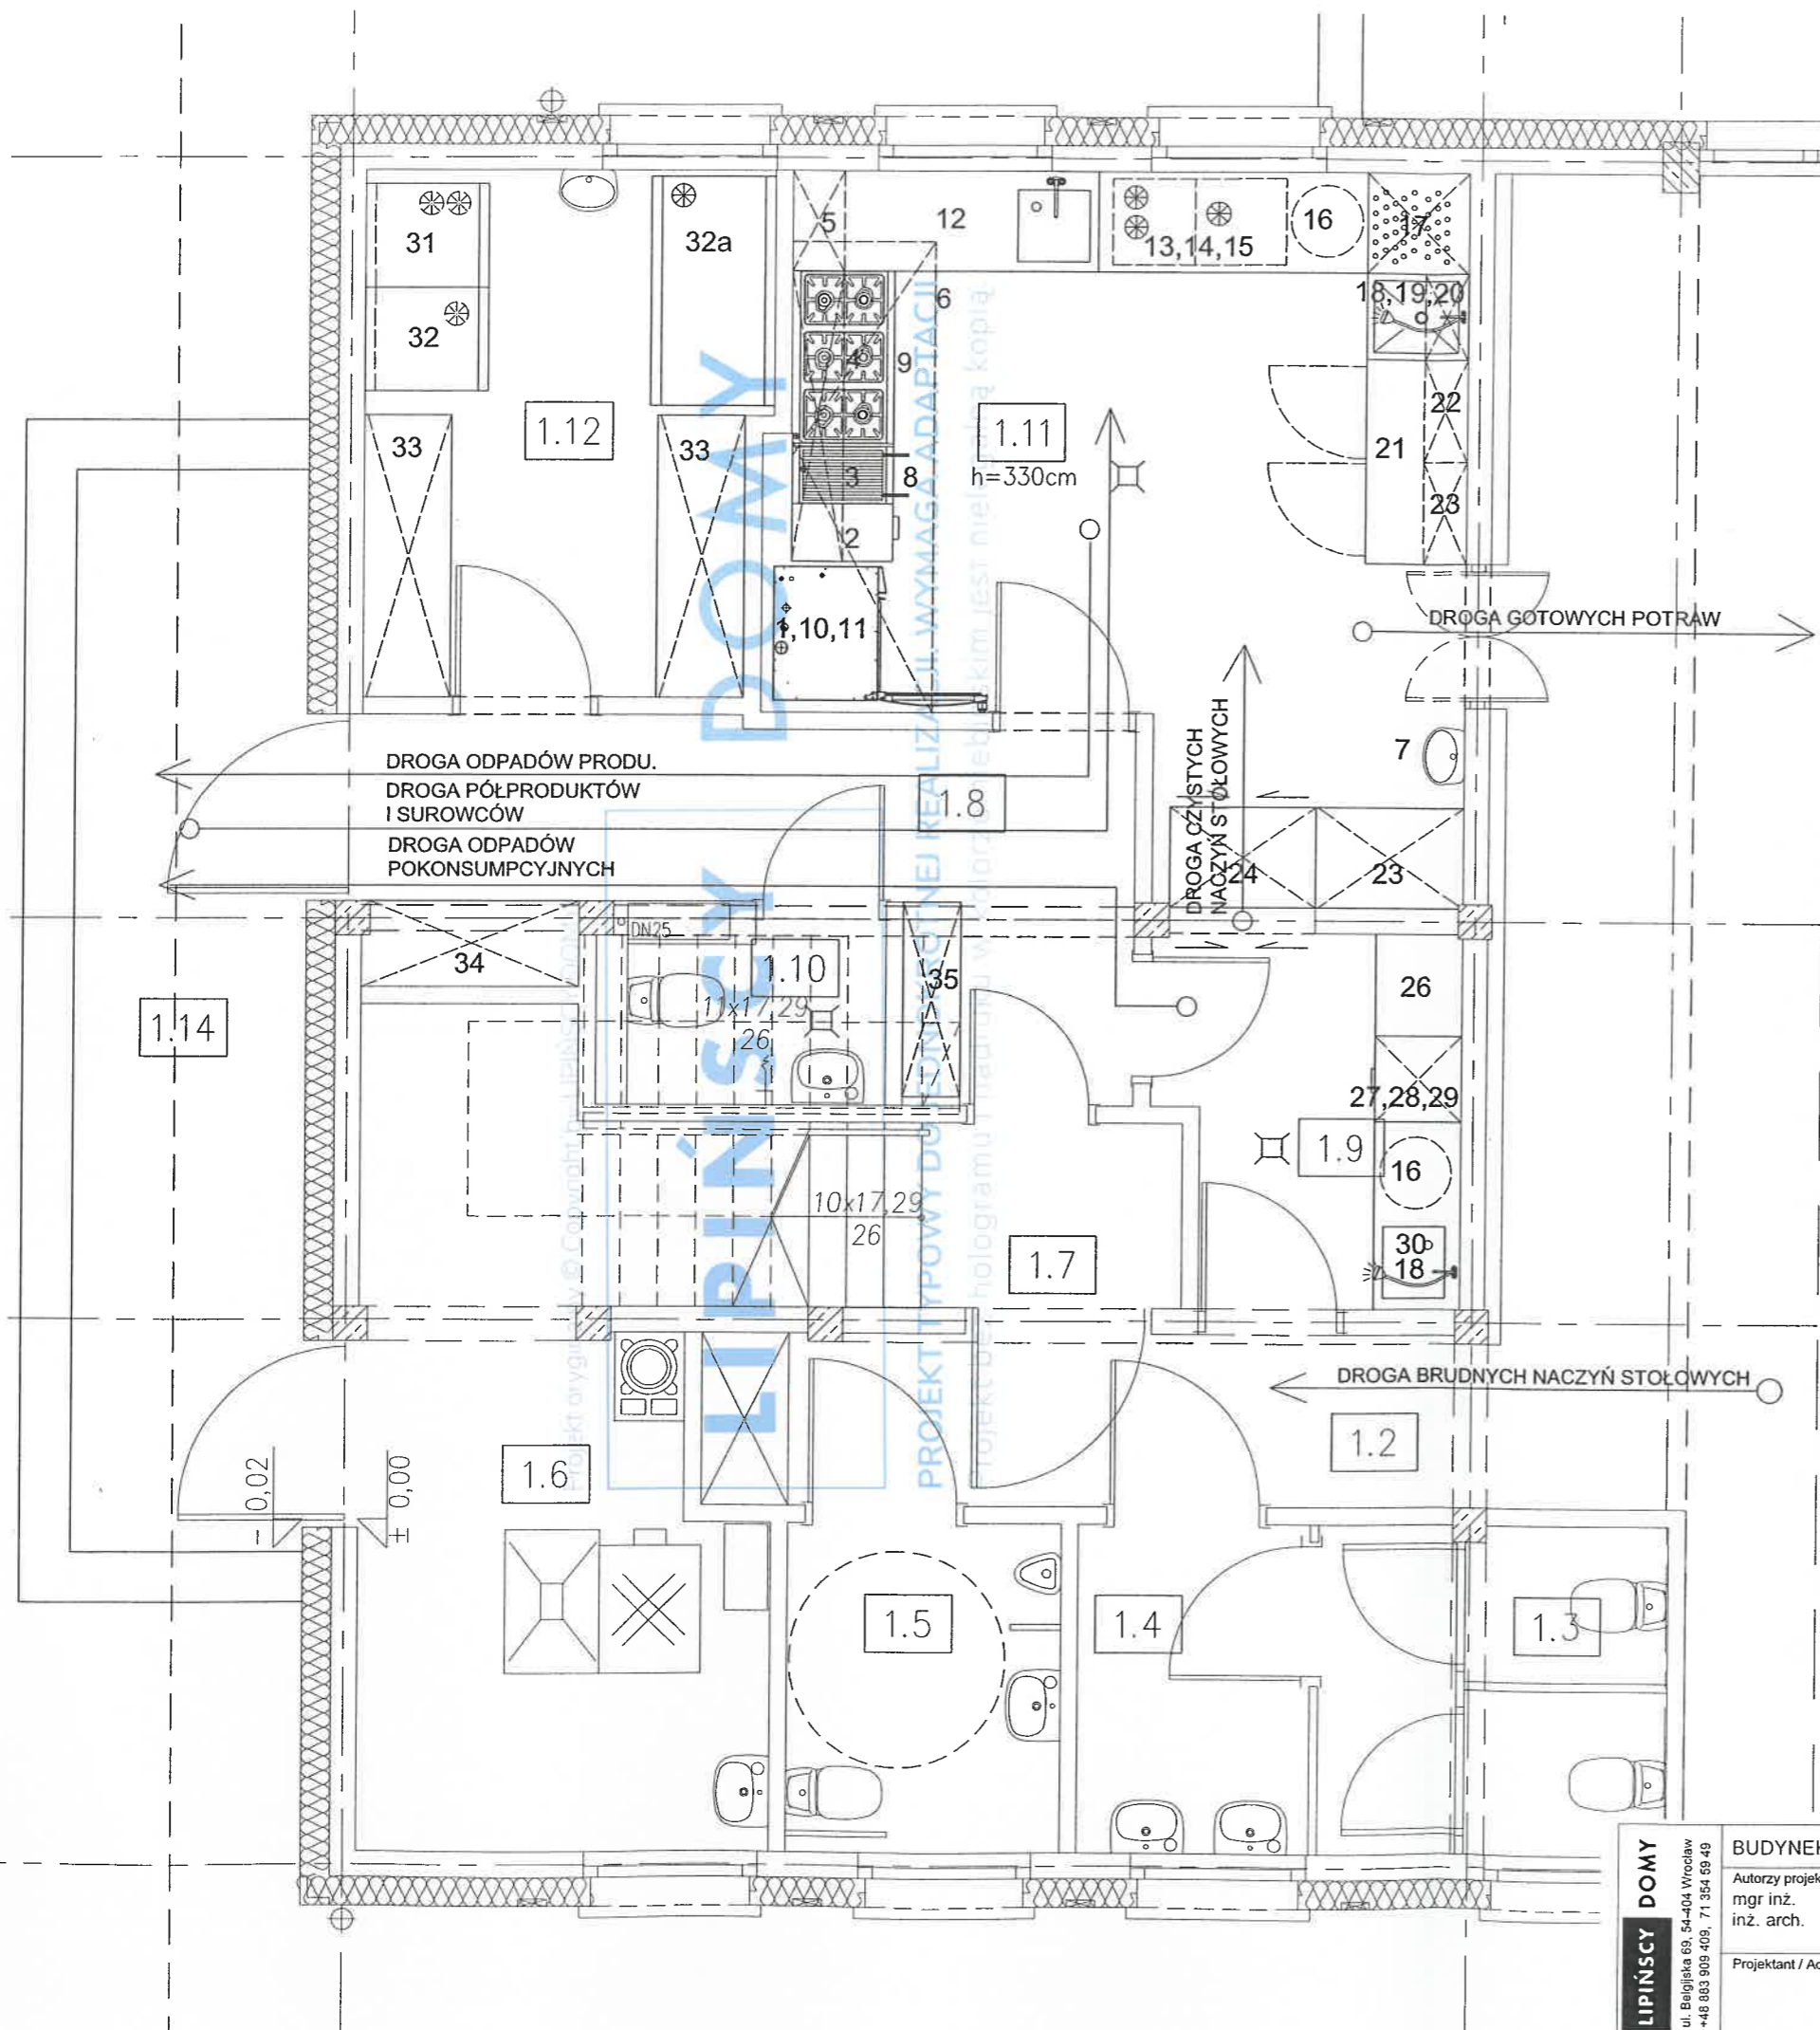 31
32a
5
12
13,14,15
16
17
6
18,19,20
32
4
9
1.12
1.11
h=330cm
22
21
33
33
3
8
23
2
1,10,11
DROGA GOTOWYCH POTRAW
7
DROGA CZYSTYCH
NACZYŃ STOŁOWYCH
DROGA ODPADÓW PRODU.
DROGA PÓŁPRODUKTÓW
I SUROWCÓW
1.8
DROGA ODPADÓW
POKONSUMPCYJNYCH
24
23
DN25
34
1.10
35
26
1.14
11x17,29
26
27,28,29
1.9
16
10x17,29
26
1.7
30
18
DROGA BRUDNYCH NACZYŃ STOŁOWYCH
1.2
1.6
-0,02
±0,00
1.5
1.4
1.3
LIPIŃSCY DOMY
PROJEKT TYPOWY DO JEDNOKROTNEJ REALIZACJI. WYMAGA ADAPTACJI
LIPIŃSCY DOMY
ul. Belgijska 69, 54-404 Wrocław
+48 883 909 409, 71 354 59 49
BUDYNEK
Autorzy projek
mgr inż.
inż. arch.
Projektant / Ad